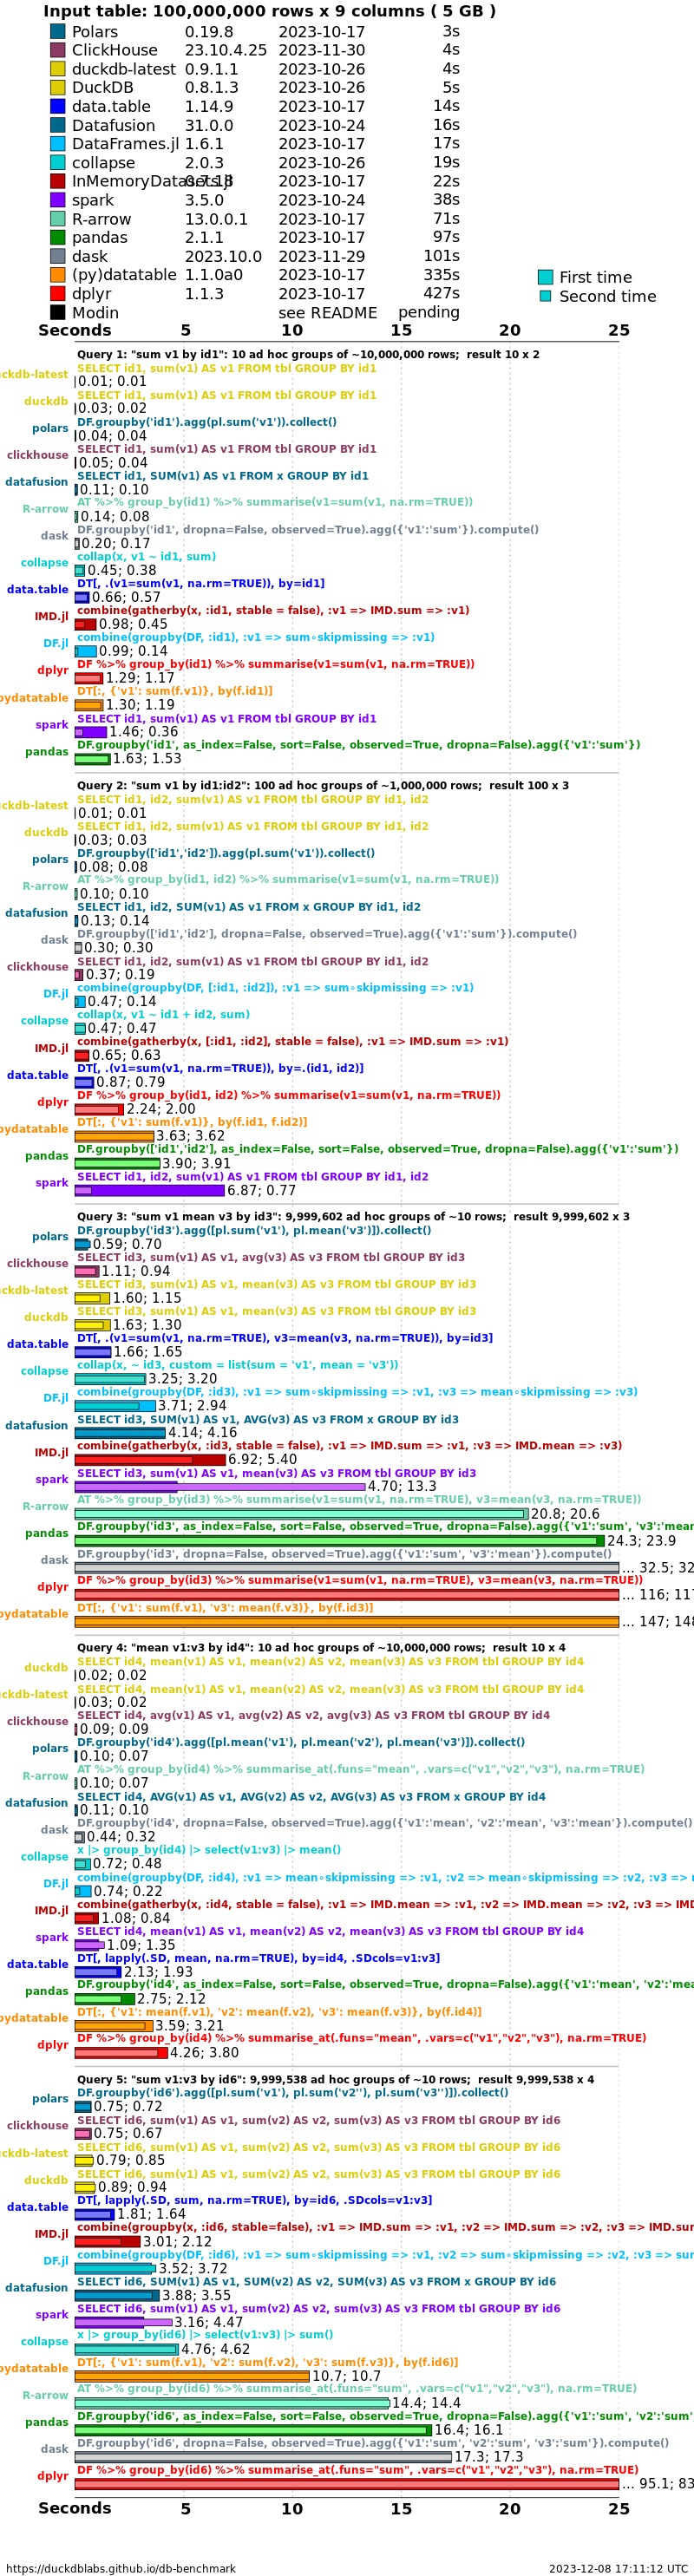 Input table: 100,000,000 rows x 9 columns ( 5 GB )
Polars 0.19.8 2023-10-17 3s
ClickHouse 23.10.4.25 2023-11-30 4s
duckdb-latest 0.9.1.1 2023-10-26 4s
DuckDB 0.8.1.3 2023-10-26 5s
data.table 1.14.9 2023-10-17 14s
Datafusion 31.0.0 2023-10-24 16s
DataFrames.jl 1.6.1 2023-10-17 17s
collapse 2.0.3 2023-10-26 19s
InMemoryDatasets.jl 0.7.18 2023-10-17 22s
spark 3.5.0 2023-10-24 38s
R-arrow 13.0.0.1 2023-10-17 71s
pandas 2.1.1 2023-10-17 97s
dask 2023.10.0 2023-11-29 101s
(py)datatable 1.1.0a0 2023-10-17 335s
dplyr 1.1.3 2023-10-17 427s
Modin see README pending
First time
Second time
Seconds 5 10 15 20 25
Query 1: "sum v1 by id1": 10 ad hoc groups of ~10,000,000 rows; result 10 x 2
uckdb-latest SELECT id1, sum(v1) AS v1 FROM tbl GROUP BY id1
0.01; 0.01
duckdb SELECT id1, sum(v1) AS v1 FROM tbl GROUP BY id1
0.03; 0.02
polars DF.groupby('id1').agg(pl.sum('v1')).collect()
0.04; 0.04
clickhouse SELECT id1, sum(v1) AS v1 FROM tbl GROUP BY id1
0.05; 0.04
datafusion SELECT id1, SUM(v1) AS v1 FROM x GROUP BY id1
0.11; 0.10
R-arrow AT %>% group_by(id1) %>% summarise(v1=sum(v1, na.rm=TRUE))
0.14; 0.08
dask DF.groupby('id1', dropna=False, observed=True).agg({'v1':'sum'}).compute()
0.20; 0.17
collapse collap(x, v1 ~ id1, sum)
0.45; 0.38
data.table DT[, .(v1=sum(v1, na.rm=TRUE)), by=id1]
0.66; 0.57
IMD.jl combine(gatherby(x, :id1, stable = false), :v1 => IMD.sum => :v1)
0.98; 0.45
DF.jl combine(groupby(DF, :id1), :v1 => sum∘skipmissing => :v1)
0.99; 0.14
dplyr DF %>% group_by(id1) %>% summarise(v1=sum(v1, na.rm=TRUE))
1.29; 1.17
pydatatable DT[:, {'v1': sum(f.v1)}, by(f.id1)]
1.30; 1.19
spark SELECT id1, sum(v1) AS v1 FROM tbl GROUP BY id1
1.46; 0.36
pandas DF.groupby('id1', as_index=False, sort=False, observed=True, dropna=False).agg({'v1':'sum'})
1.63; 1.53
Query 2: "sum v1 by id1:id2": 100 ad hoc groups of ~1,000,000 rows; result 100 x 3
uckdb-latest SELECT id1, id2, sum(v1) AS v1 FROM tbl GROUP BY id1, id2
0.01; 0.01
duckdb SELECT id1, id2, sum(v1) AS v1 FROM tbl GROUP BY id1, id2
0.03; 0.03
polars DF.groupby(['id1','id2']).agg(pl.sum('v1')).collect()
0.08; 0.08
R-arrow AT %>% group_by(id1, id2) %>% summarise(v1=sum(v1, na.rm=TRUE))
0.10; 0.10
datafusion SELECT id1, id2, SUM(v1) AS v1 FROM x GROUP BY id1, id2
0.13; 0.14
dask DF.groupby(['id1','id2'], dropna=False, observed=True).agg({'v1':'sum'}).compute()
0.30; 0.30
clickhouse SELECT id1, id2, sum(v1) AS v1 FROM tbl GROUP BY id1, id2
0.37; 0.19
DF.jl combine(groupby(DF, [:id1, :id2]), :v1 => sum∘skipmissing => :v1)
0.47; 0.14
collapse collap(x, v1 ~ id1 + id2, sum)
0.47; 0.47
IMD.jl combine(gatherby(x, [:id1, :id2], stable = false), :v1 => IMD.sum => :v1)
0.65; 0.63
data.table DT[, .(v1=sum(v1, na.rm=TRUE)), by=.(id1, id2)]
0.87; 0.79
dplyr DF %>% group_by(id1, id2) %>% summarise(v1=sum(v1, na.rm=TRUE))
2.24; 2.00
pydatatable DT[:, {'v1': sum(f.v1)}, by(f.id1, f.id2)]
3.63; 3.62
pandas DF.groupby(['id1','id2'], as_index=False, sort=False, observed=True, dropna=False).agg({'v1':'sum'})
3.90; 3.91
spark SELECT id1, id2, sum(v1) AS v1 FROM tbl GROUP BY id1, id2
6.87; 0.77
Query 3: "sum v1 mean v3 by id3": 9,999,602 ad hoc groups of ~10 rows; result 9,999,602 x 3
polars DF.groupby('id3').agg([pl.sum('v1'), pl.mean('v3')]).collect()
0.59; 0.70
clickhouse SELECT id3, sum(v1) AS v1, avg(v3) AS v3 FROM tbl GROUP BY id3
1.11; 0.94
uckdb-latest SELECT id3, sum(v1) AS v1, mean(v3) AS v3 FROM tbl GROUP BY id3
1.60; 1.15
duckdb SELECT id3, sum(v1) AS v1, mean(v3) AS v3 FROM tbl GROUP BY id3
1.63; 1.30
data.table DT[, .(v1=sum(v1, na.rm=TRUE), v3=mean(v3, na.rm=TRUE)), by=id3]
1.66; 1.65
collapse collap(x, ~ id3, custom = list(sum = 'v1', mean = 'v3'))
3.25; 3.20
DF.jl combine(groupby(DF, :id3), :v1 => sum∘skipmissing => :v1, :v3 => mean∘skipmissing => :v3)
3.71; 2.94
datafusion SELECT id3, SUM(v1) AS v1, AVG(v3) AS v3 FROM x GROUP BY id3
4.14; 4.16
IMD.jl combine(gatherby(x, :id3, stable = false), :v1 => IMD.sum => :v1, :v3 => IMD.mean => :v3)
6.92; 5.40
spark SELECT id3, sum(v1) AS v1, mean(v3) AS v3 FROM tbl GROUP BY id3
4.70; 13.3
R-arrow AT %>% group_by(id3) %>% summarise(v1=sum(v1, na.rm=TRUE), v3=mean(v3, na.rm=TRUE))
20.8; 20.6
pandas DF.groupby('id3', as_index=False, sort=False, observed=True, dropna=False).agg({'v1':'sum', 'v3':'mean
24.3; 23.9
dask DF.groupby('id3', dropna=False, observed=True).agg({'v1':'sum', 'v3':'mean'}).compute()
... 32.5; 32
dplyr DF %>% group_by(id3) %>% summarise(v1=sum(v1, na.rm=TRUE), v3=mean(v3, na.rm=TRUE))
... 116; 117
pydatatable DT[:, {'v1': sum(f.v1), 'v3': mean(f.v3)}, by(f.id3)]
... 147; 148
Query 4: "mean v1:v3 by id4": 10 ad hoc groups of ~10,000,000 rows; result 10 x 4
duckdb SELECT id4, mean(v1) AS v1, mean(v2) AS v2, mean(v3) AS v3 FROM tbl GROUP BY id4
0.02; 0.02
uckdb-latest SELECT id4, mean(v1) AS v1, mean(v2) AS v2, mean(v3) AS v3 FROM tbl GROUP BY id4
0.03; 0.02
clickhouse SELECT id4, avg(v1) AS v1, avg(v2) AS v2, avg(v3) AS v3 FROM tbl GROUP BY id4
0.09; 0.09
polars DF.groupby('id4').agg([pl.mean('v1'), pl.mean('v2'), pl.mean('v3')]).collect()
0.10; 0.07
R-arrow AT %>% group_by(id4) %>% summarise_at(.funs="mean", .vars=c("v1","v2","v3"), na.rm=TRUE)
0.10; 0.07
datafusion SELECT id4, AVG(v1) AS v1, AVG(v2) AS v2, AVG(v3) AS v3 FROM x GROUP BY id4
0.11; 0.10
dask DF.groupby('id4', dropna=False, observed=True).agg({'v1':'mean', 'v2':'mean', 'v3':'mean'}).compute()
0.44; 0.32
collapse x |> group_by(id4) |> select(v1:v3) |> mean()
0.72; 0.48
DF.jl combine(groupby(DF, :id4), :v1 => mean∘skipmissing => :v1, :v2 => mean∘skipmissing => :v2, :v3 => m
0.74; 0.22
IMD.jl combine(gatherby(x, :id4, stable = false), :v1 => IMD.mean => :v1, :v2 => IMD.mean => :v2, :v3 => IMD
1.08; 0.84
spark SELECT id4, mean(v1) AS v1, mean(v2) AS v2, mean(v3) AS v3 FROM tbl GROUP BY id4
1.09; 1.35
data.table DT[, lapply(.SD, mean, na.rm=TRUE), by=id4, .SDcols=v1:v3]
2.13; 1.93
pandas DF.groupby('id4', as_index=False, sort=False, observed=True, dropna=False).agg({'v1':'mean', 'v2':'mea
2.75; 2.12
pydatatable DT[:, {'v1': mean(f.v1), 'v2': mean(f.v2), 'v3': mean(f.v3)}, by(f.id4)]
3.59; 3.21
dplyr DF %>% group_by(id4) %>% summarise_at(.funs="mean", .vars=c("v1","v2","v3"), na.rm=TRUE)
4.26; 3.80
Query 5: "sum v1:v3 by id6": 9,999,538 ad hoc groups of ~10 rows; result 9,999,538 x 4
polars DF.groupby('id6').agg([pl.sum('v1'), pl.sum('v2''), pl.sum('v3'')]).collect()
0.75; 0.72
clickhouse SELECT id6, sum(v1) AS v1, sum(v2) AS v2, sum(v3) AS v3 FROM tbl GROUP BY id6
0.75; 0.67
uckdb-latest SELECT id6, sum(v1) AS v1, sum(v2) AS v2, sum(v3) AS v3 FROM tbl GROUP BY id6
0.79; 0.85
duckdb SELECT id6, sum(v1) AS v1, sum(v2) AS v2, sum(v3) AS v3 FROM tbl GROUP BY id6
0.89; 0.94
data.table DT[, lapply(.SD, sum, na.rm=TRUE), by=id6, .SDcols=v1:v3]
1.81; 1.64
IMD.jl combine(groupby(x, :id6, stable=false), :v1 => IMD.sum => :v1, :v2 => IMD.sum => :v2, :v3 => IMD.sum
3.01; 2.12
DF.jl combine(groupby(DF, :id6), :v1 => sum∘skipmissing => :v1, :v2 => sum∘skipmissing => :v2, :v3 => sum
3.52; 3.72
datafusion SELECT id6, SUM(v1) AS v1, SUM(v2) AS v2, SUM(v3) AS v3 FROM x GROUP BY id6
3.88; 3.55
spark SELECT id6, sum(v1) AS v1, sum(v2) AS v2, sum(v3) AS v3 FROM tbl GROUP BY id6
3.16; 4.47
collapse x |> group_by(id6) |> select(v1:v3) |> sum()
4.76; 4.62
pydatatable DT[:, {'v1': sum(f.v1), 'v2': sum(f.v2), 'v3': sum(f.v3)}, by(f.id6)]
10.7; 10.7
R-arrow AT %>% group_by(id6) %>% summarise_at(.funs="sum", .vars=c("v1","v2","v3"), na.rm=TRUE)
14.4; 14.4
pandas DF.groupby('id6', as_index=False, sort=False, observed=True, dropna=False).agg({'v1':'sum', 'v2':'sum'
16.4; 16.1
dask DF.groupby('id6', dropna=False, observed=True).agg({'v1':'sum', 'v2':'sum', 'v3':'sum'}).compute()
17.3; 17.3
dplyr DF %>% group_by(id6) %>% summarise_at(.funs="sum", .vars=c("v1","v2","v3"), na.rm=TRUE)
... 95.1; 83
Seconds 5 10 15 20 25
https://duckdblabs.github.io/db-benchmark 2023-12-08 17:11:12 UTC